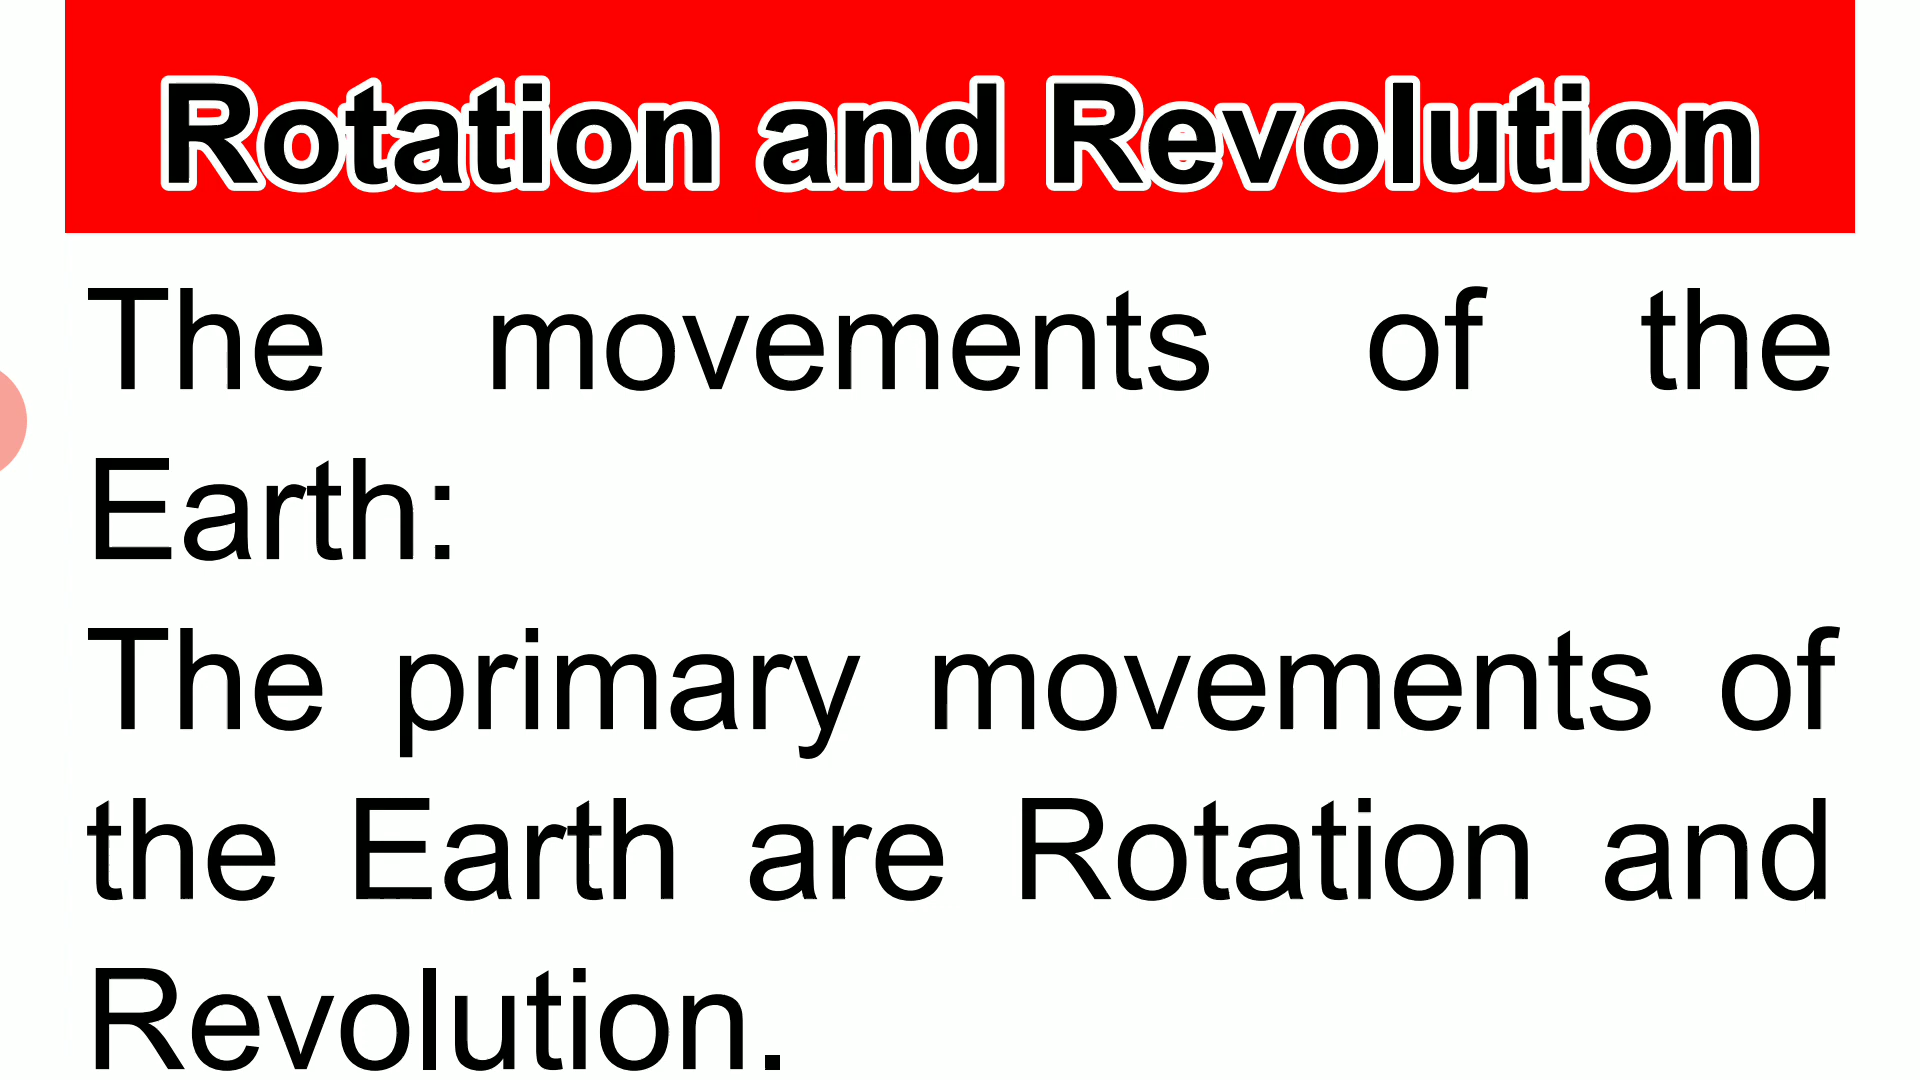 Rotation and Revolution
The movements of the
Earth:
The primary movements of
the Earth are Rotation and
Revolution.